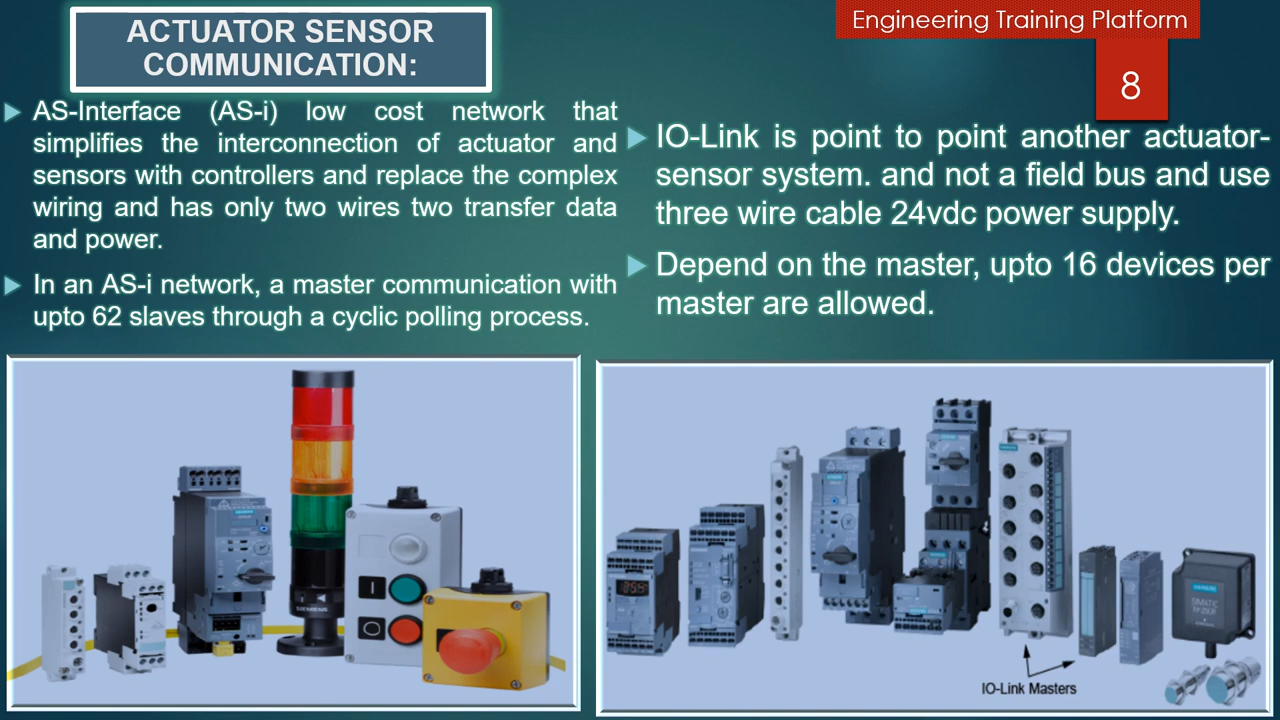 Engineering Training Platform
8
ACTUATOR SENSOR
COMMUNICATION:
AS-Interface (AS-i) low cost network that
simplifies the interconnection of actuator and
sensors with controllers and replace the complex
wiring and has only two wires two transfer data
and power.
In an AS-i network, a master communication with
upto 62 slaves through a cyclic polling process.
IO-Link is point to point another actuator-
sensor system. and not a field bus and use
three wire cable 24vdc power supply.
Depend on the master, upto 16 devices per
master are allowed.
SIEMENS
IO-Link Masters
SIEMENS
SIMATIC